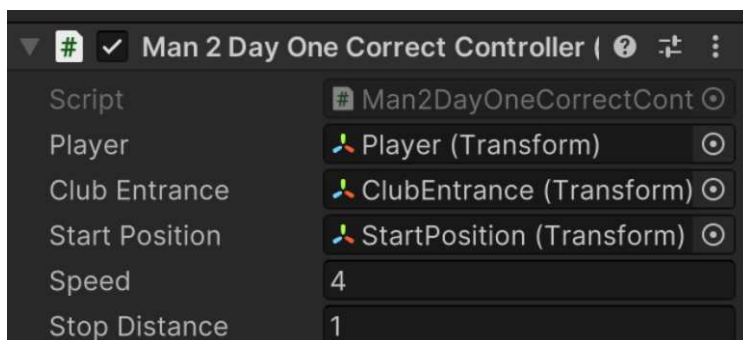 # Man 2 Day One Correct Controller (
Script # Man2DayOneCorrectCont
Player Player (Transform)
Club Entrance ClubEntrance (Transform)
Start Position StartPosition (Transform)
Speed 4
Stop Distance 1